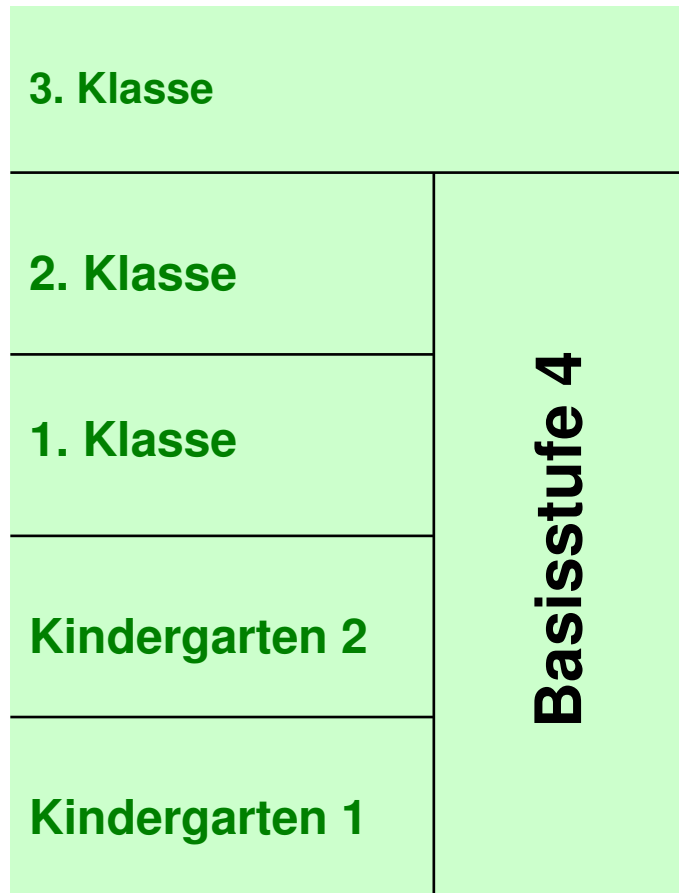 3. Klasse
2. Klasse
1. Klasse
Kindergarten 2
Kindergarten 1
Basisstufe 4